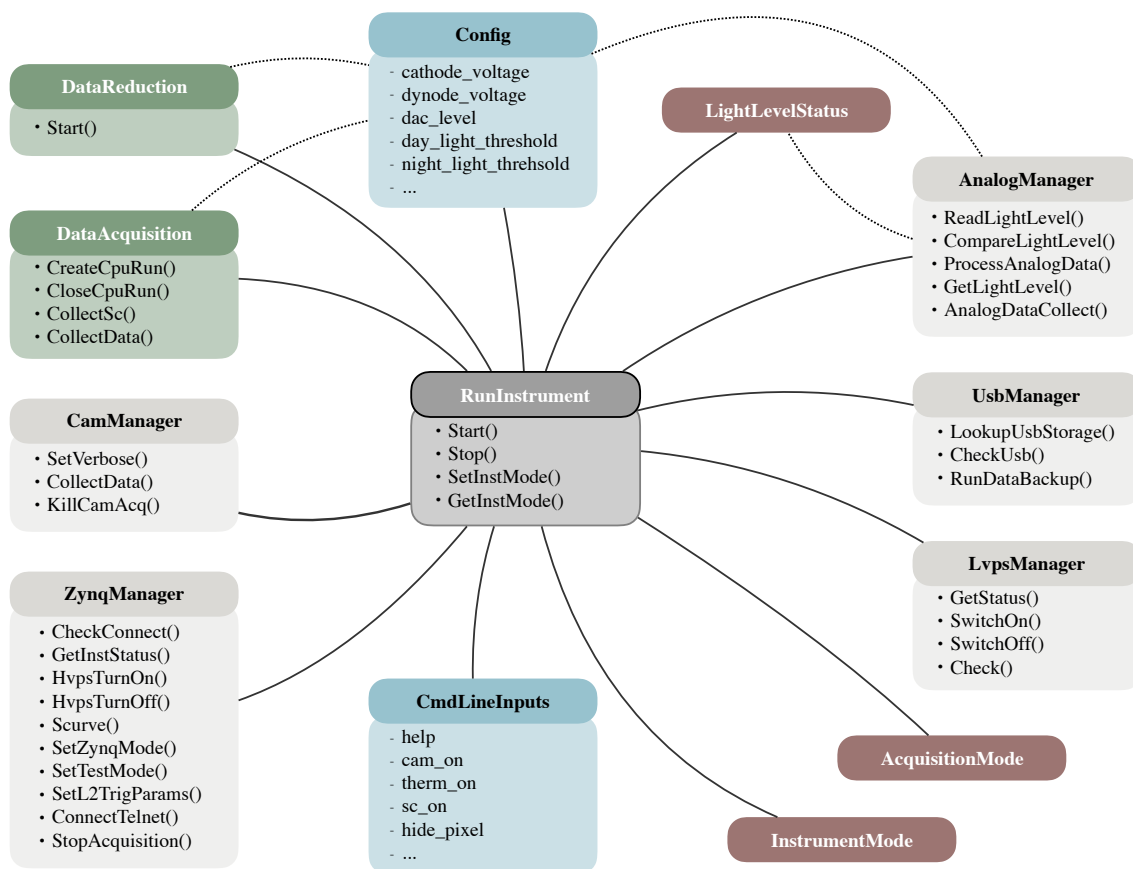 Config
- cathode_voltage
- dynode_voltage
- dac_level
- day_light_threshold
- night_light_threhsold
- ...
DataReduction
• Start()
LightLevelStatus
AnalogManager
• ReadLightLevel()
• CompareLightLevel()
• ProcessAnalogData()
• GetLightLevel()
• AnalogDataCollect()
DataAcquisition
• CreateCpuRun()
• CloseCpuRun()
• CollectSc()
• CollectData()
RunInstrument
• Start()
• Stop()
• SetInstMode()
• GetInstMode()
UsbManager
• LookupUsbStorage()
• CheckUsb()
• RunDataBackup()
CamManager
• SetVerbose()
• CollectData()
• KillCamAcq()
LvpsManager
• GetStatus()
• SwitchOn()
• SwitchOff()
• Check()
ZynqManager
• CheckConnect()
• GetInstStatus()
• HvpsTurnOn()
• HvpsTurnOff()
• Scurve()
• SetZynqMode()
• SetTestMode()
• SetL2TrigParams()
• ConnectTelnet()
• StopAcquisition()
CmdLineInputs
- help
- cam_on
- therm_on
- sc_on
- hide_pixel
- ...
AcquisitionMode
InstrumentMode